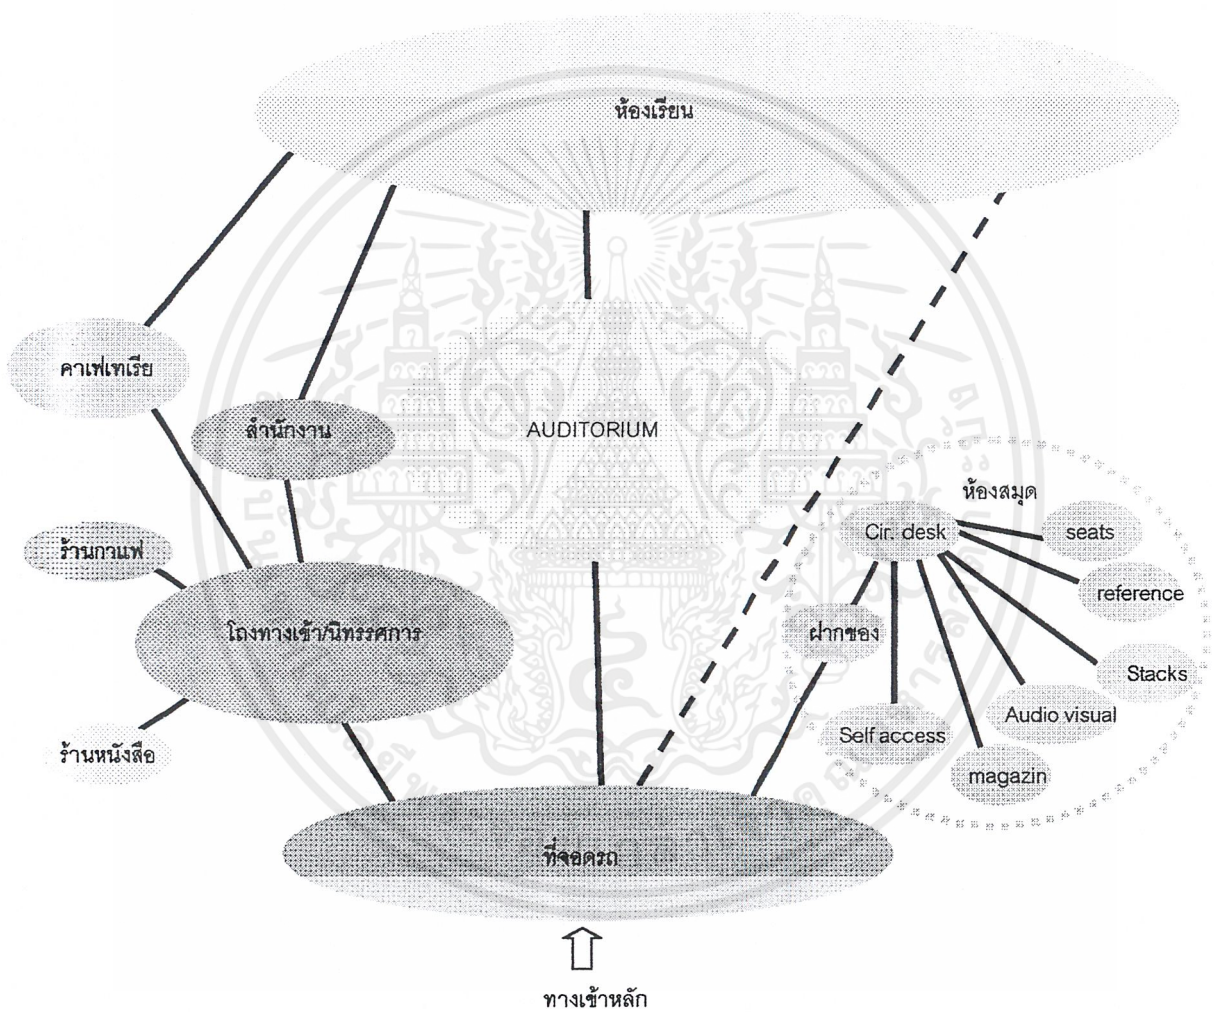 ห้องเรียน
คาเฟเทเรีย
สำนักงาน
AUDITORIUM
ห้องสมุด
Cir. desk
seats
ร้านกาแฟ
reference
โถงทางเข้า/นิทรรศการ
ฝากของ
Stacks
Audio visual
Self access
ร้านหนังสือ
magazin
ที่จอดรถ
ทางเข้าหลัก